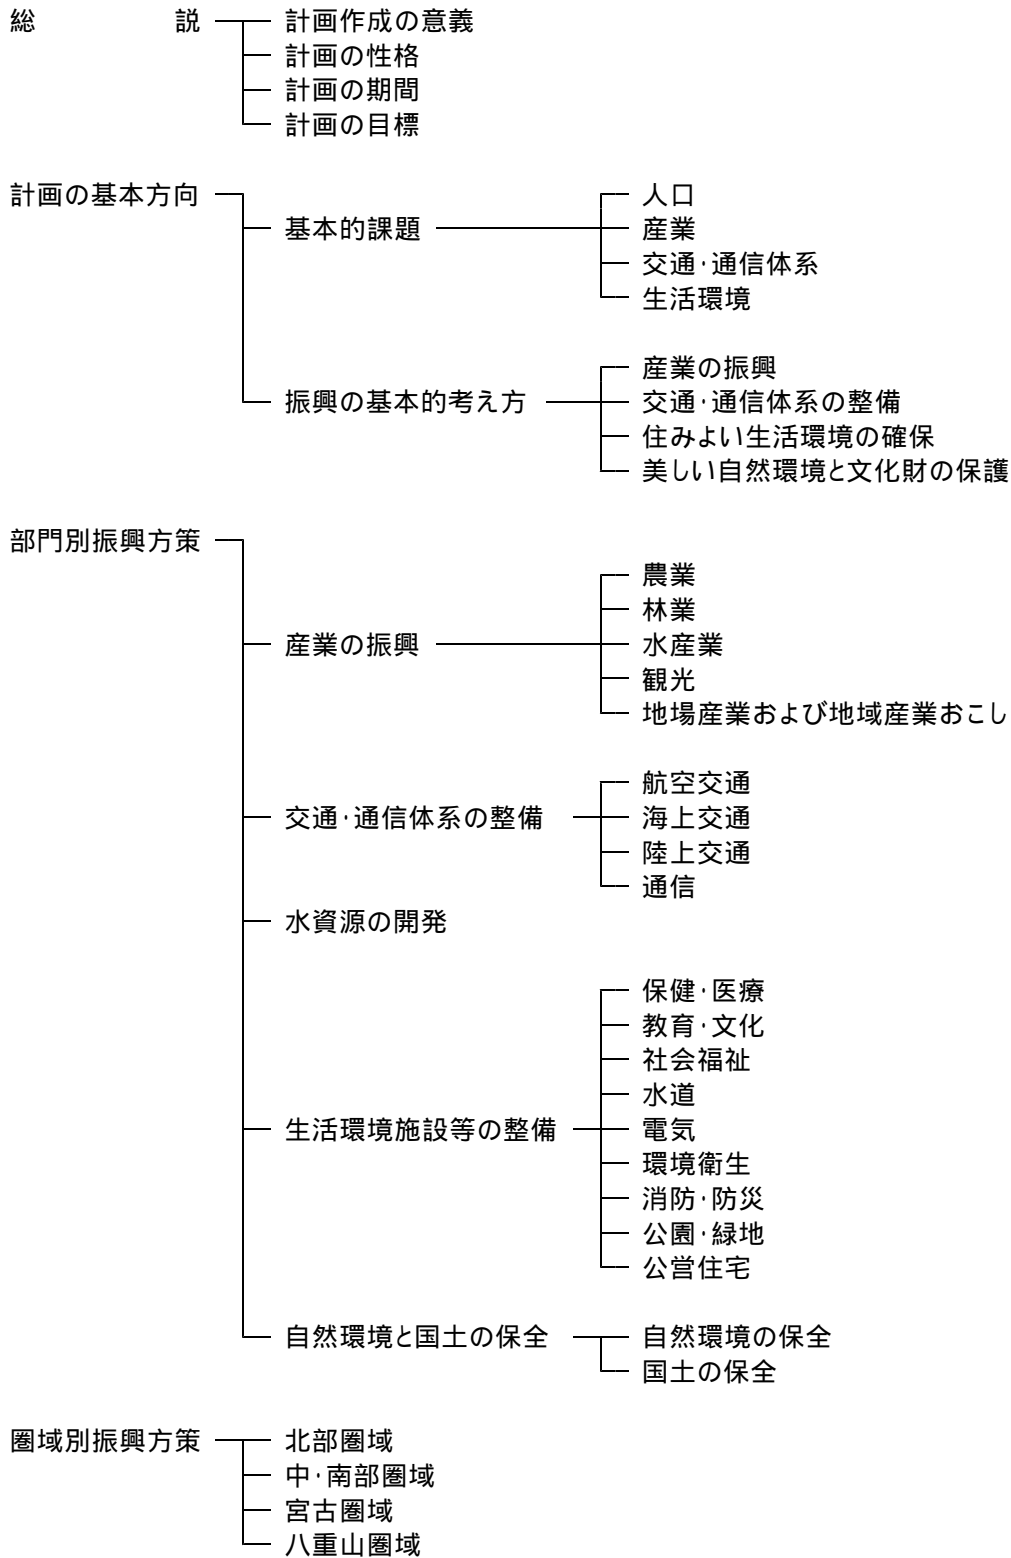 総説 計画作成の意義
計画の性格
計画の期間
計画の目標
計画の基本方向 人口
基本的課題 産業
交通・通信体系
生活環境
産業の振興
振興の基本的考え方 交通・通信体系の整備
住みよい生活環境の確保
美しい自然環境と文化財の保護
部門別振興方策
農業
林業
産業の振興 水産業
観光
地場産業および地域産業おこし
航空交通
交通・通信体系の整備 海上交通
陸上交通
通信
水資源の開発
保健・医療
教育・文化
社会福祉
水道
生活環境施設等の整備 電気
環境衛生
消防・防災
公園・緑地
公営住宅
自然環境と国土の保全 自然環境の保全
国土の保全
圏域別振興方策 北部圏域
中・南部圏域
宮古圏域
八重山圏域